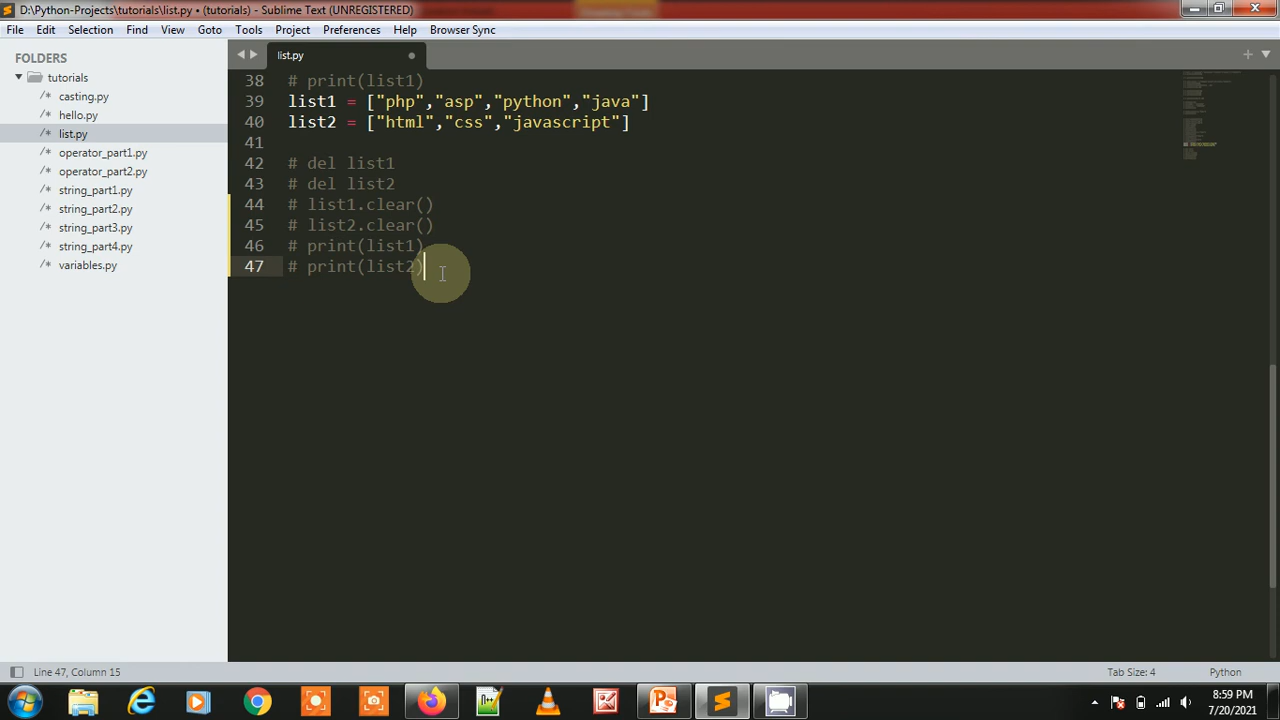 D:\Python-Projects\tutorials\list.py • (tutorials) - Sublime Text (UNREGISTERED)
File Edit Selection Find View Goto Tools Project Preferences Help Browser Sync
FOLDERS
tutorials
/* casting.py
/* hello.py
/* list.py
/* operator_part1.py
/* operator_part2.py
/* string_part1.py
/* string_part2.py
/* string_part3.py
/* string_part4.py
/* variables.py
list.py
38 # print(list1)
39 list1 = ["php","asp","python","java"]
40 list2 = ["html","css","javascript"]
41
42 # del list1
43 # del list2
44 # list1.clear()
45 # list2.clear()
46 # print(list1)
47 # print(list2)
Line 47, Column 15
Tab Size: 4
Python
8:59 PM
7/20/2021